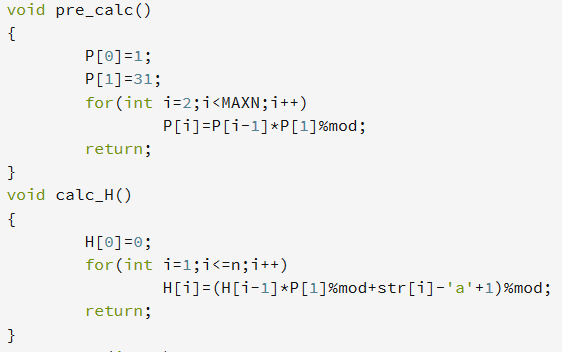 void pre_calc()
{
        P[0]=1;
        P[1]=31;
        for(int i=2;i<MAXN;i++)
                P[i]=P[i-1]*P[1]%mod;
        return;
}
void calc_H()
{
        H[0]=0;
        for(int i=1;i<=n;i++)
                H[i]=(H[i-1]*P[1]%mod+str[i]-'a'+1)%mod;
        return;
}